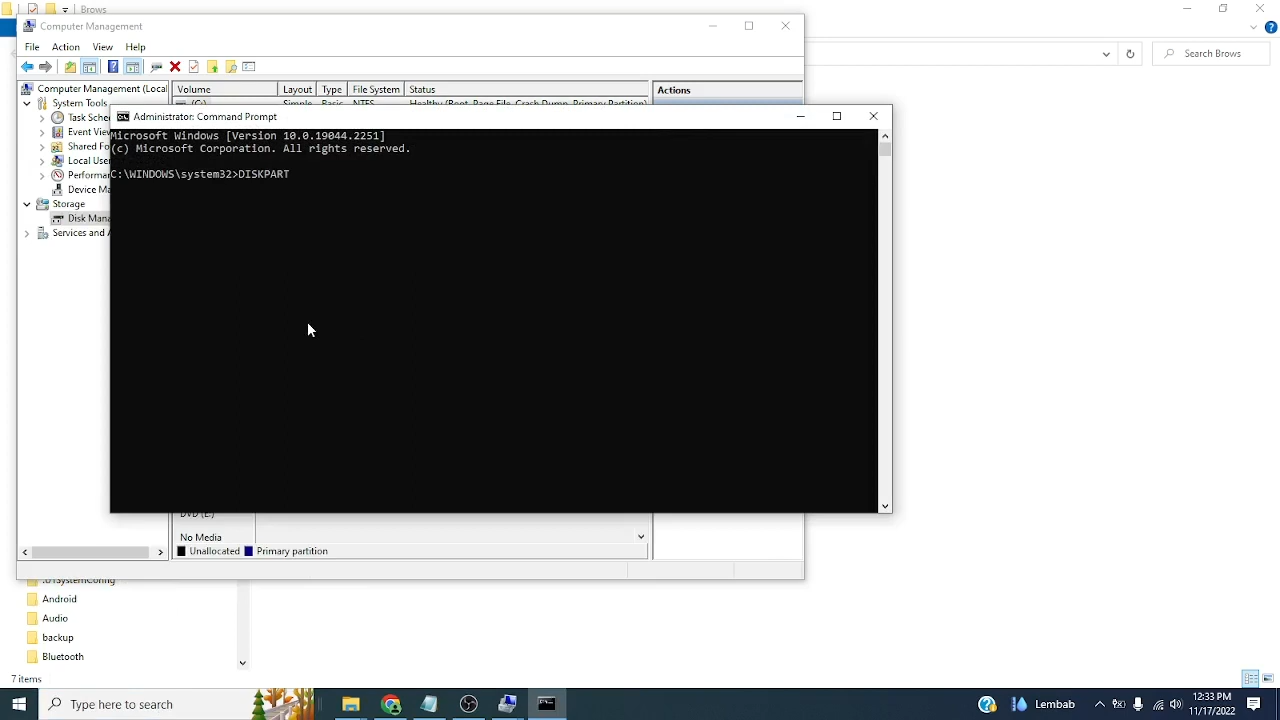 Brows
Computer Management
File Action View Help
Search Brows
Computer Management (Local
Volume Layout Type File System Status
Actions
System Tools
(C:) Simple Basic NTFS Healthy (Boot, Page File, Crash Dump, Primary Partition)
Task Sche
Administrator: Command Prompt
Event View
Microsoft Windows [Version 10.0.19044.2251]
Shared Fo
(c) Microsoft Corporation. All rights reserved.
Local User
Performa
C:\WINDOWS\system32>DISKPART
Device Ma
Storage
Disk Mana
Services and A
DVD (E:)
No Media
Unallocated Primary partition
Android
Audio
backup
Bluetooth
7 items
Type here to search
Lembab
12:33 PM
11/17/2022